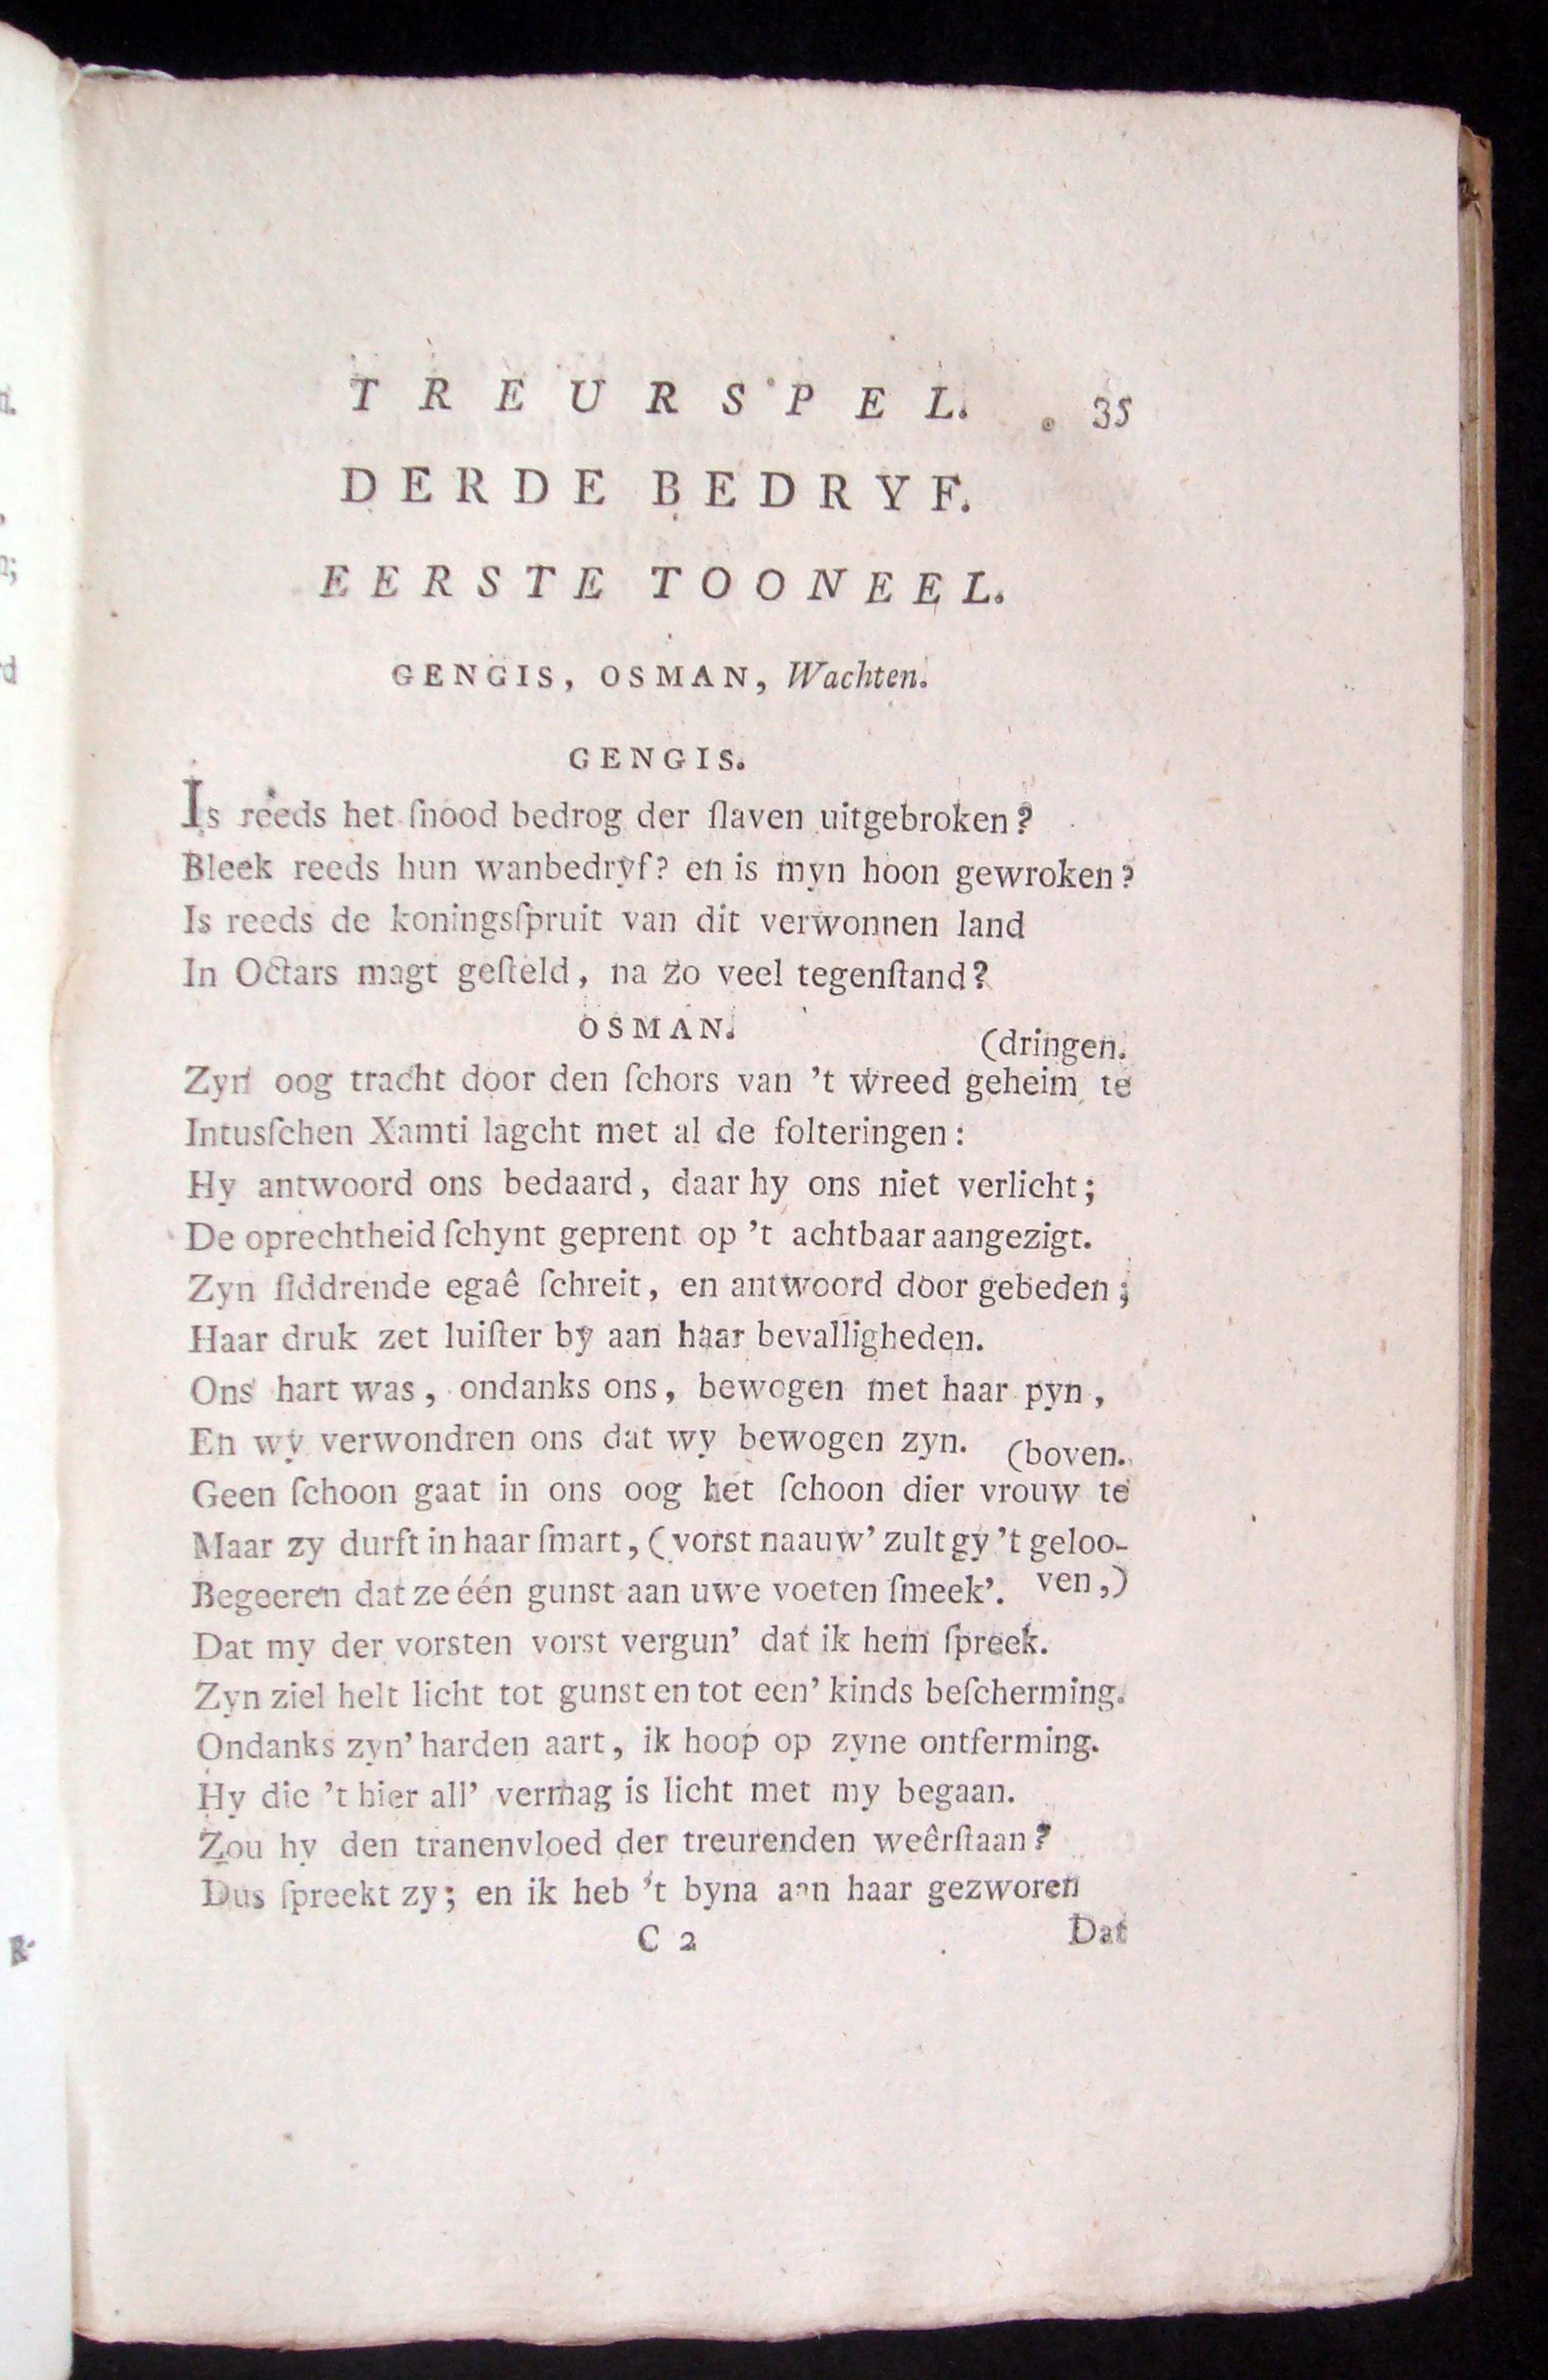 TREURSPEL. 35
DERDE BEDRYF.
EERSTE TOONEEL.
GENGIS, OSMAN, Wachten.
GENGIS.
Is reeds het ſnood bedrog der ſlaven uitgebroken?
Bleek reeds hun wanbedryf? en is myn hoon gewroken?
Is reeds de koningsſpruit van dit verwonnen land
In Octars magt geſteld, na zo veel tegenſtand?
OSMAN.
(dringen.
Zyn oog tracht door den ſchors van 't wreed geheim te
Intusſchen Xamti lagcht met al de folteringen:
Hy antwoord ons bedaard, daar hy ons niet verlicht;
De oprechtheid ſchynt geprent op 't achtbaar aangezigt.
Zyn ſiddrende egaê ſchreit, en antwoord door gebeden;
Haar druk zet luiſter by aan haar bevalligheden.
Ons hart was, ondanks ons, bewogen met haar pyn,
En wy verwondren ons dat wy bewogen zyn.
(boven.
Geen ſchoon gaat in ons oog het ſchoon dier vrouw te
Maar zy durft in haar ſmart, (vorst naauw' zult gy 't geloo-
Begeeren dat ze één gunst aan uwe voeten ſmeek'. ven,)
Dat my der vorsten vorst vergun' dat ik hem ſpreek.
Zyn ziel helt licht tot gunst en tot een' kinds beſcherming.
Ondanks zyn' harden aart, ik hoop op zyne ontferming.
Hy die 't hier all' vermag is licht met my begaan.
Zou hy den tranenvloed der treurenden weêrſtaan?
Dus ſpreekt zy; en ik heb 't byna aan haar gezworen
C 2 Dat